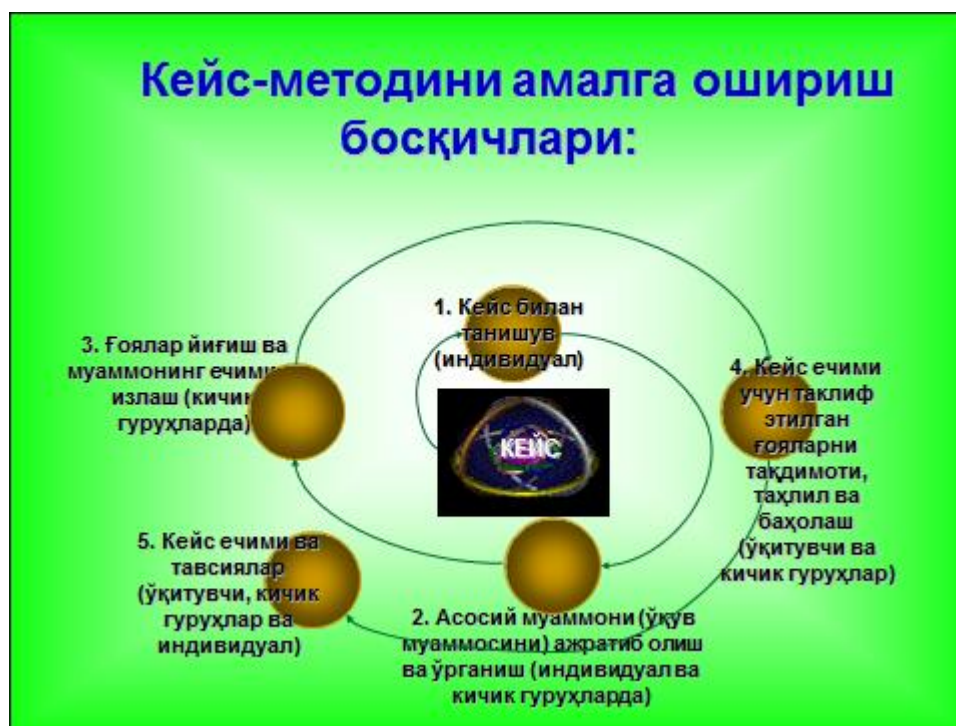 Кейс-методини амалга ошириш
босқичлари:
1. Кейс билан
танишув
(индивидуал)
3. Ғоялар йиғиш ва
муаммонинг ечими
излаш (кичик
гуруҳларда)
4. Кейс ечими
учун таклиф
этилган
ғояларни
тақдимоти,
таҳлил ва
баҳолаш
(ўқитувчи ва
кичик гуруҳлар)
КЕЙС
5. Кейс ечими ва
тавсиялар
(ўқитувчи, кичик
гуруҳлар ва
индивидуал)
2. Асосий муаммони (ўқув
муаммосини) ажратиб олиш
ва ўрганиш (индивидуал ва
кичик гуруҳларда)